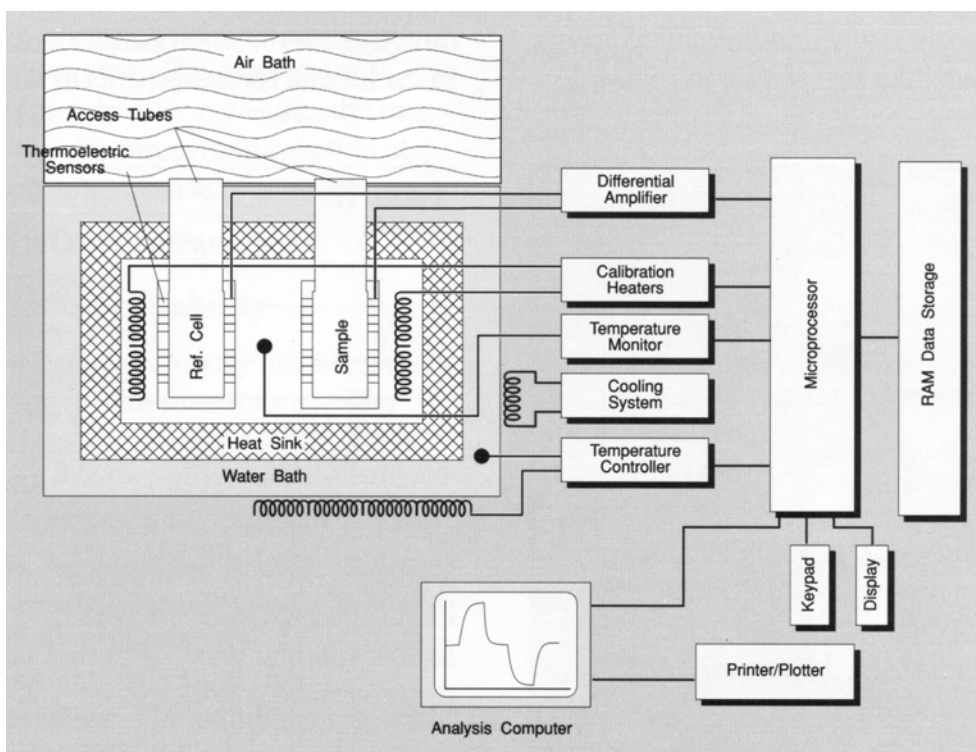 Air Bath
Access Tubes
Thermoelectric
Sensors
Ref. Cell
Sample
Heat Sink
Water Bath
Differential
Amplifier
Calibration
Heaters
Temperature
Monitor
Cooling
System
Temperature
Controller
Microprocessor
RAM Data Storage
Keypad
Display
Printer/Plotter
Analysis Computer